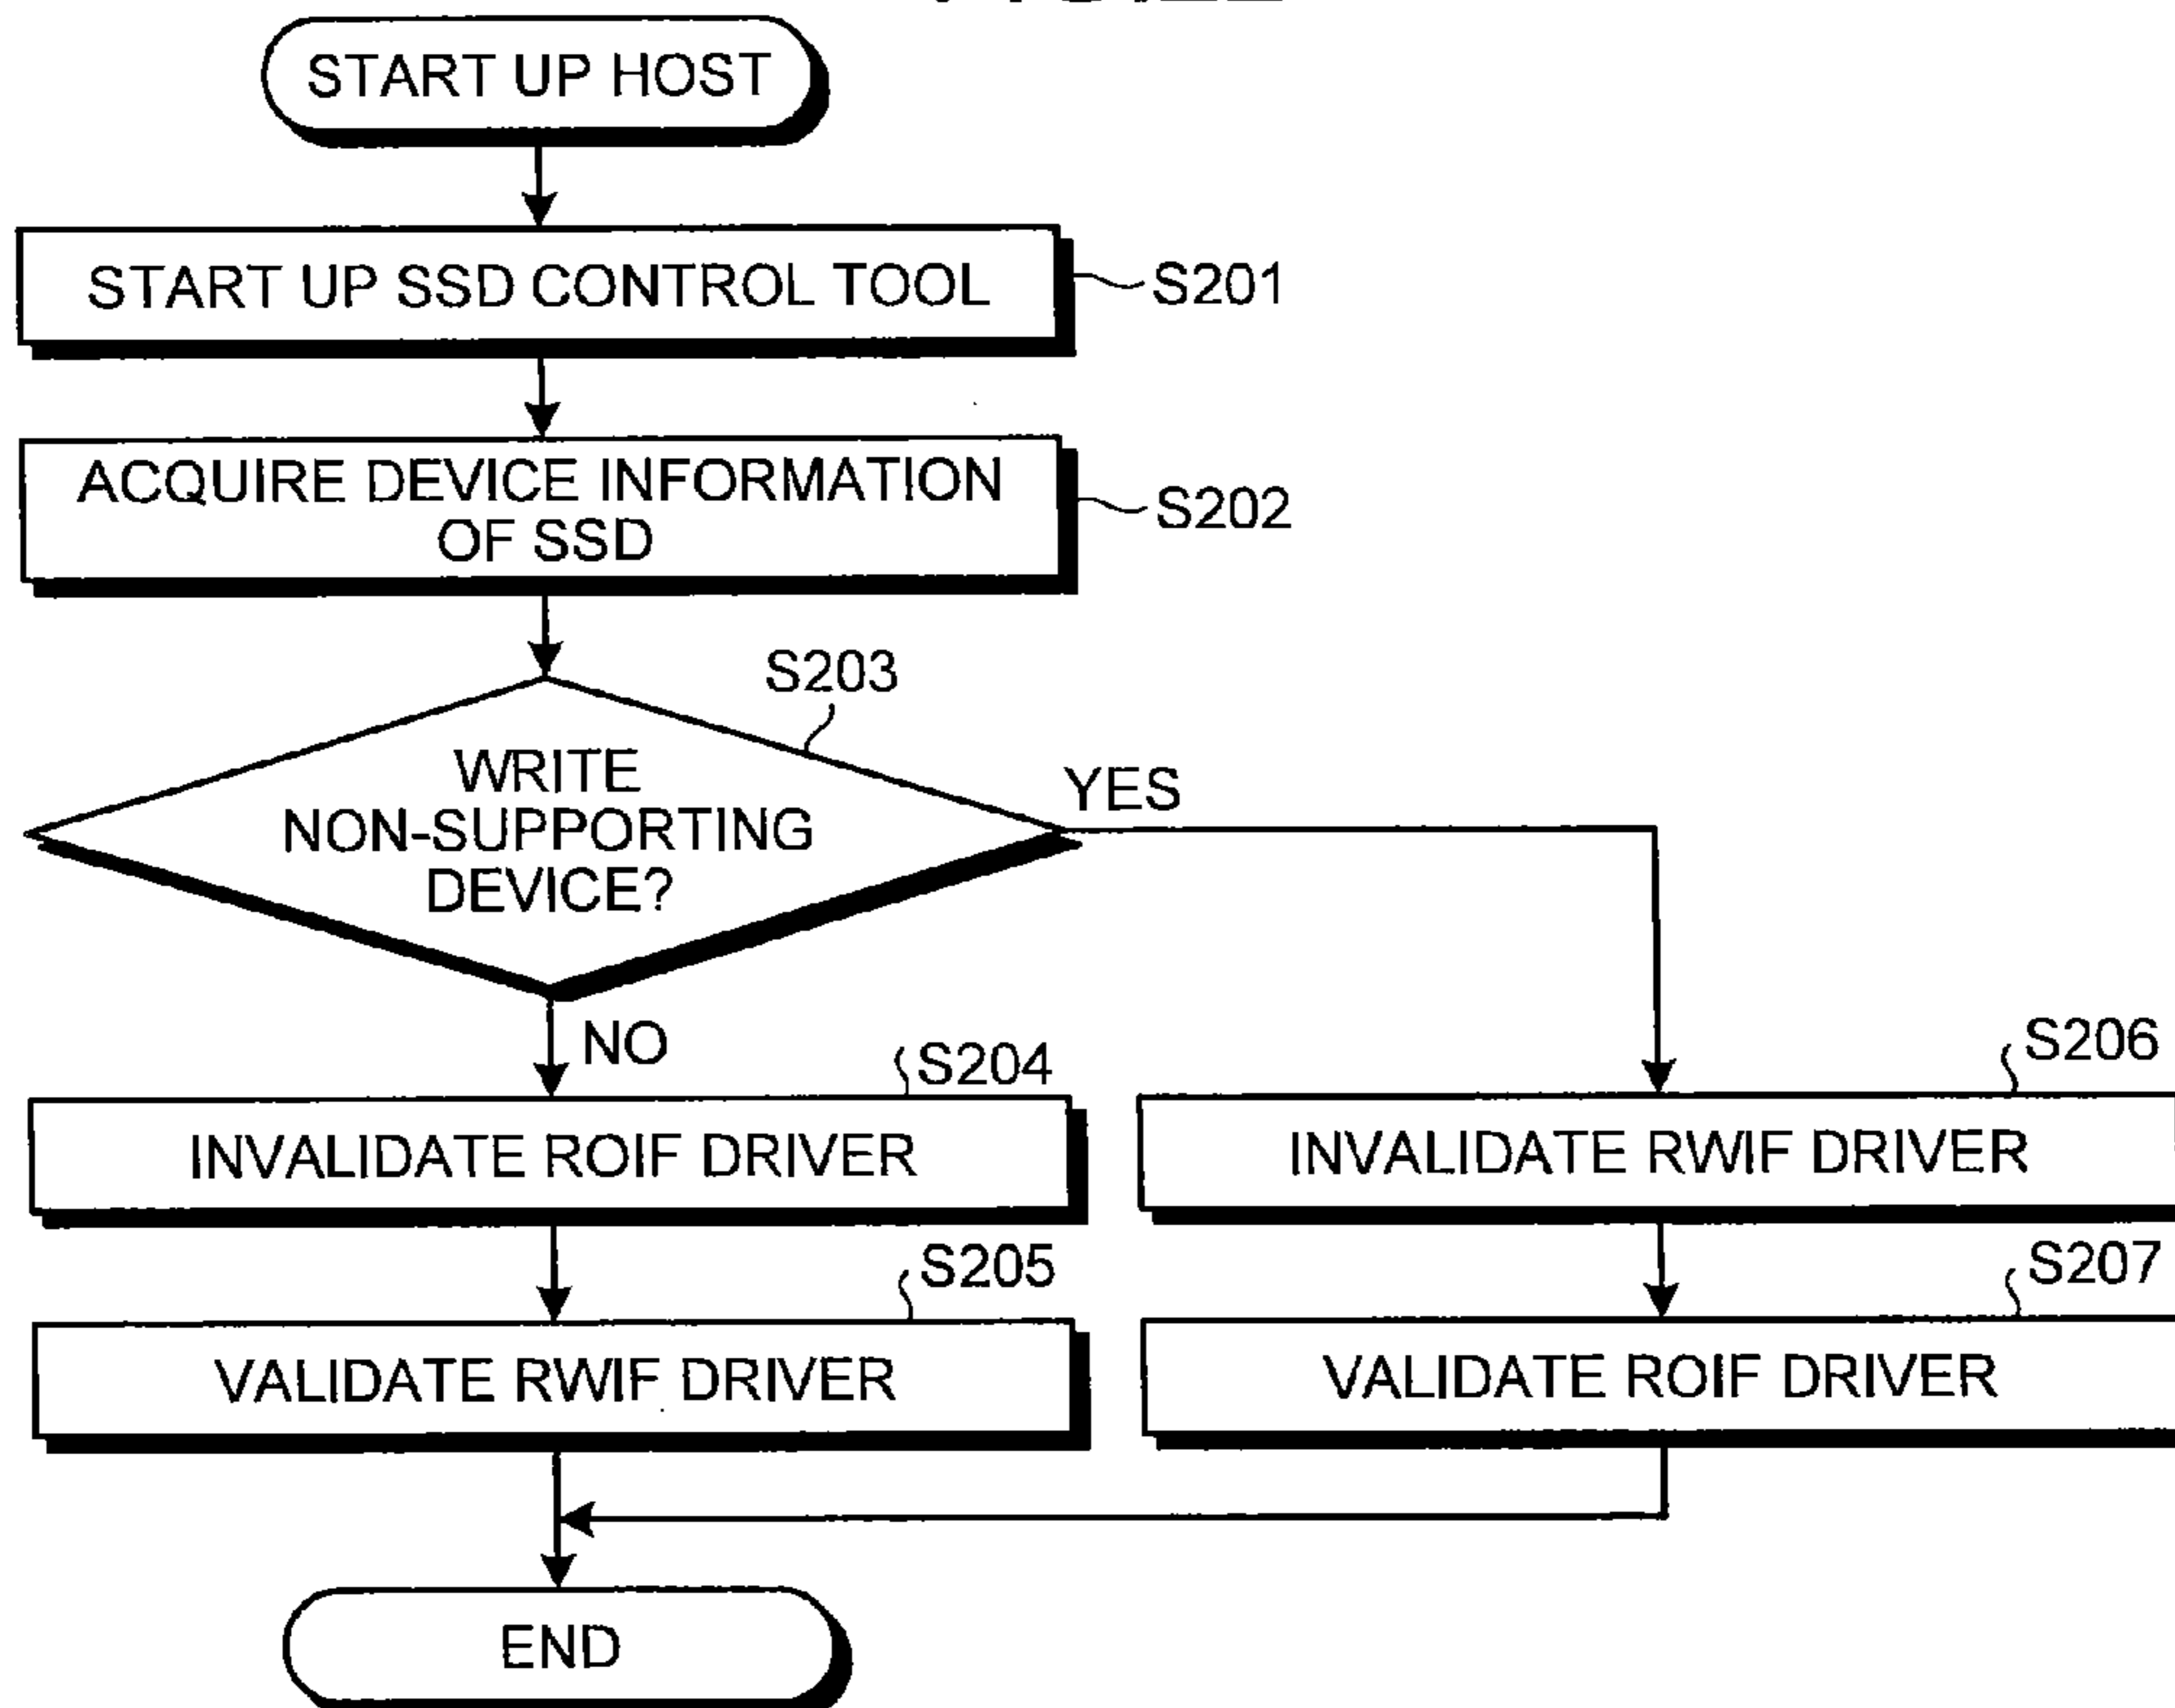 START UP HOST
START UP SSD CONTROL TOOL
S201
ACQUIRE DEVICE INFORMATION
OF SSD
S202
S203
WRITE
NON-SUPPORTING
DEVICE?
YES
NO
S204
S206
INVALIDATE ROIF DRIVER
INVALIDATE RWIF DRIVER
S205
S207
VALIDATE RWIF DRIVER
VALIDATE ROIF DRIVER
END